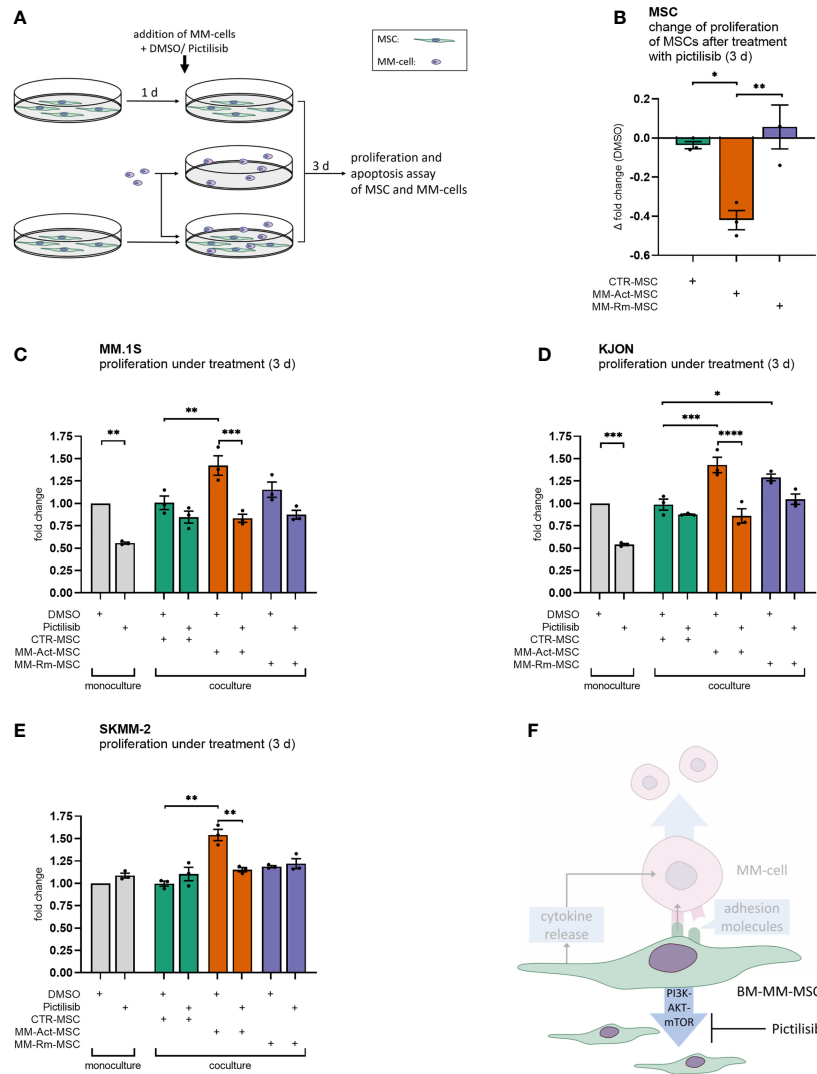 A
addition of MM-cells
+ DMSO/ Pictilisib
MSC:
MM-cell:
1 d
3 d
proliferation and
apoptosis assay
of MSC and MM-cells
B
MSC
change of proliferation
of MSCs after treatment
with pictilisib (3 d)
* **
0.2
0.0
-0.2
-0.4
-0.6
Δ fold change (DMSO)
CTR-MSC +
MM-Act-MSC +
MM-Rm-MSC +
C
MM.1S
proliferation under treatment (3 d)
** ** ***
1.75
1.50
1.25
1.00
0.75
0.50
0.25
0.00
fold change
DMSO + + + +
Pictilisib + + + +
CTR-MSC + +
MM-Act-MSC + +
MM-Rm-MSC + +
monoculture coculture
D
KJON
proliferation under treatment (3 d)
*
*** *** ****
1.75
1.50
1.25
1.00
0.75
0.50
0.25
0.00
fold change
DMSO + + + +
Pictilisib + + + +
CTR-MSC + +
MM-Act-MSC + +
MM-Rm-MSC + +
monoculture coculture
E
SKMM-2
proliferation under treatment (3 d)
** **
1.75
1.50
1.25
1.00
0.75
0.50
0.25
0.00
fold change
DMSO + + + +
Pictilisib + + + +
CTR-MSC + +
MM-Act-MSC + +
MM-Rm-MSC + +
monoculture coculture
F
MM-cell
cytokine
release
adhesion
molecules
BM-MM-MSC
PI3K-
AKT-
mTOR
Pictilisib